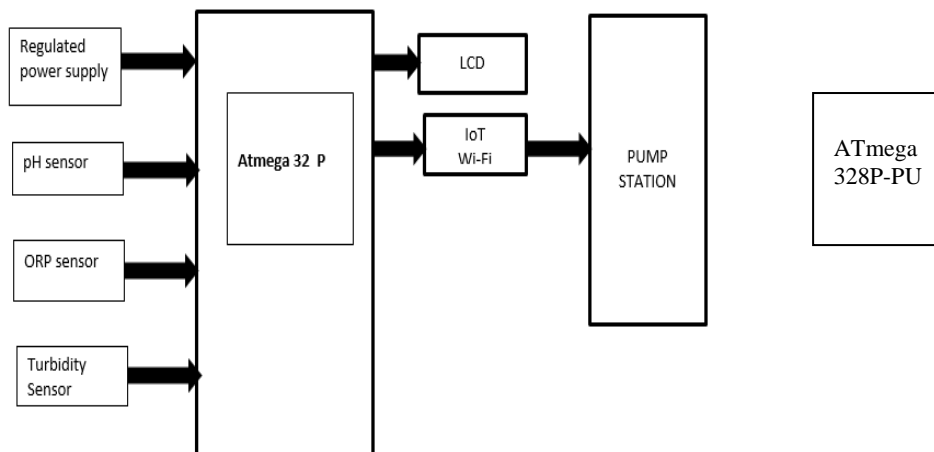 Regulated
power supply
pH sensor
ORP sensor
Turbidity
Sensor
Atmega 32 P
LCD
IoT
Wi-Fi
PUMP
STATION
ATmega
328P-PU